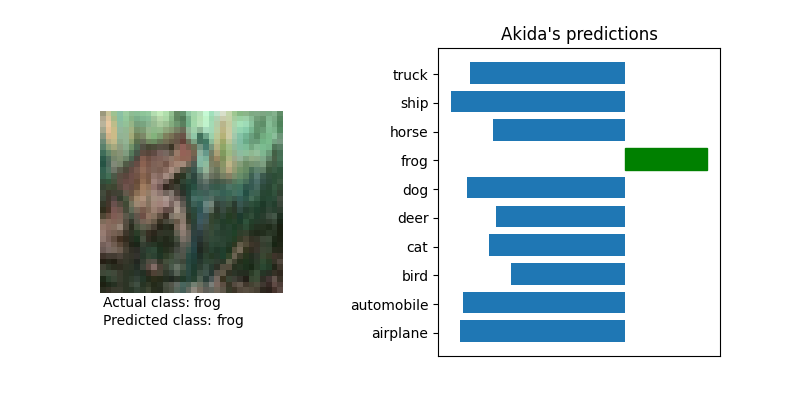 Akida's predictions
truck
ship
horse
frog
dog
deer
cat
bird
automobile
airplane
Actual class: frog
Predicted class: frog